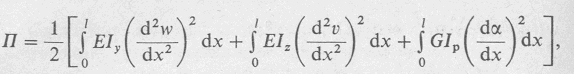 П = 1/2 [ ∫₀ˡ EI_y (d²w/dx²)² dx + ∫₀ˡ EI_z (d²v/dx²)² dx + ∫₀ˡ GI_p (dα/dx)² dx ],